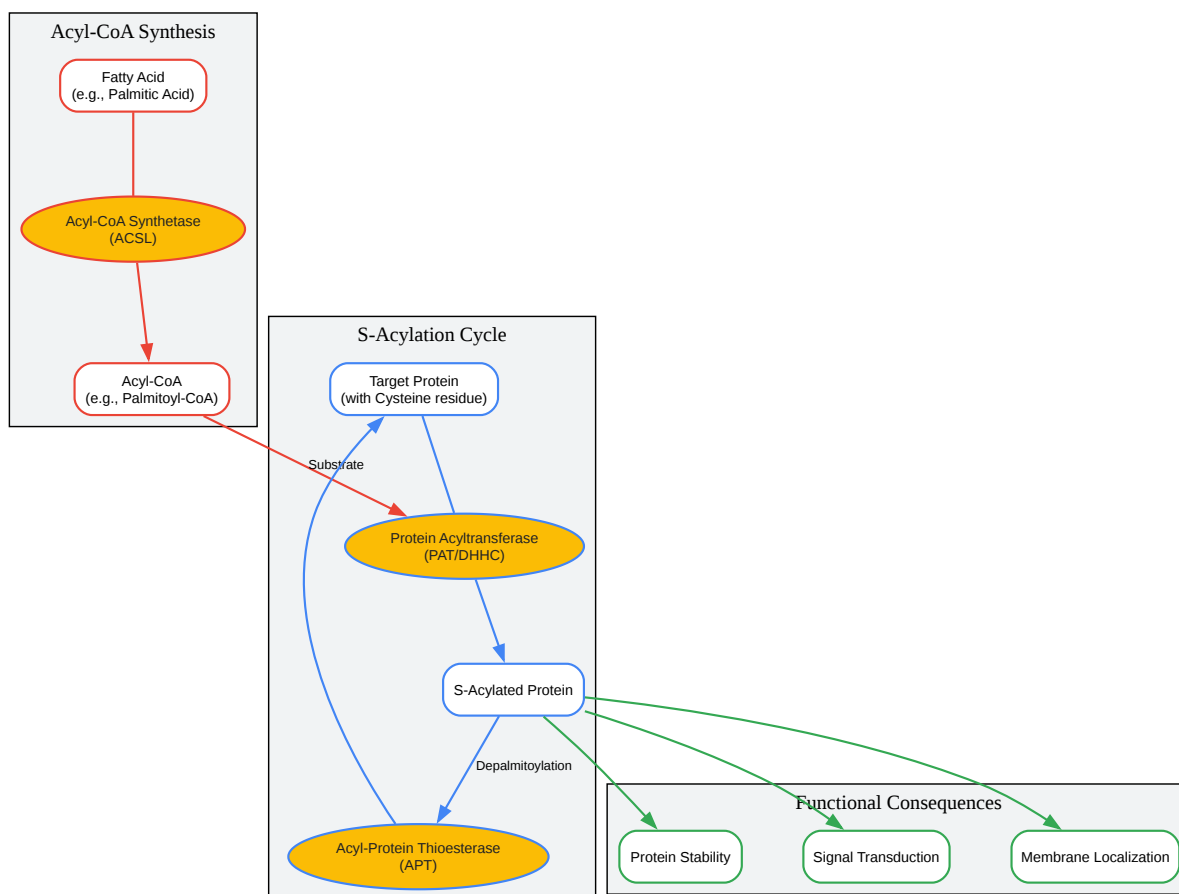 Acyl-CoA Synthesis
Fatty Acid
(e.g., Palmitic Acid)
Acyl-CoA Synthetase
(ACSL)
Acyl-CoA
(e.g., Palmitoyl-CoA)
S-Acylation Cycle
Target Protein
(with Cysteine residue)
Substrate
Protein Acyltransferase
(PAT/DHHC)
S-Acylated Protein
Depalmitoylation
Acyl-Protein Thioesterase
(APT)
Functional Consequences
Protein Stability
Signal Transduction
Membrane Localization